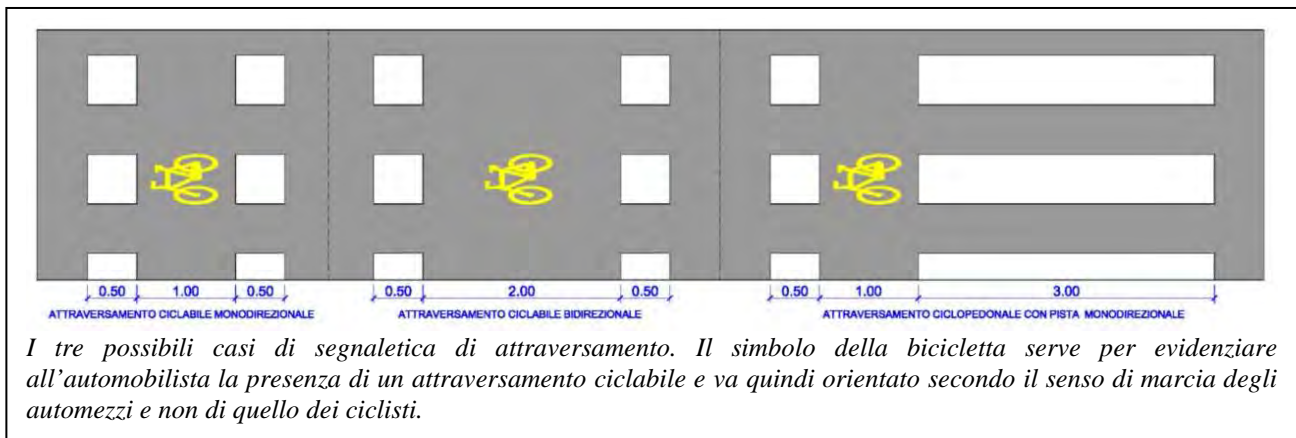 0.50 1.00 0.50 0.50 2.00 0.50 0.50 1.00 3.00
ATTRAVERSAMENTO CICLABILE MONODIREZIONALE ATTRAVERSAMENTO CICLABILE BIDIREZIONALE ATTRAVERSAMENTO CICLOPEDONALE CON PISTA MONODIREZIONALE
I tre possibili casi di segnaletica di attraversamento. Il simbolo della bicicletta serve per evidenziare
all’automobilista la presenza di un attraversamento ciclabile e va quindi orientato secondo il senso di marcia degli
automezzi e non di quello dei ciclisti.